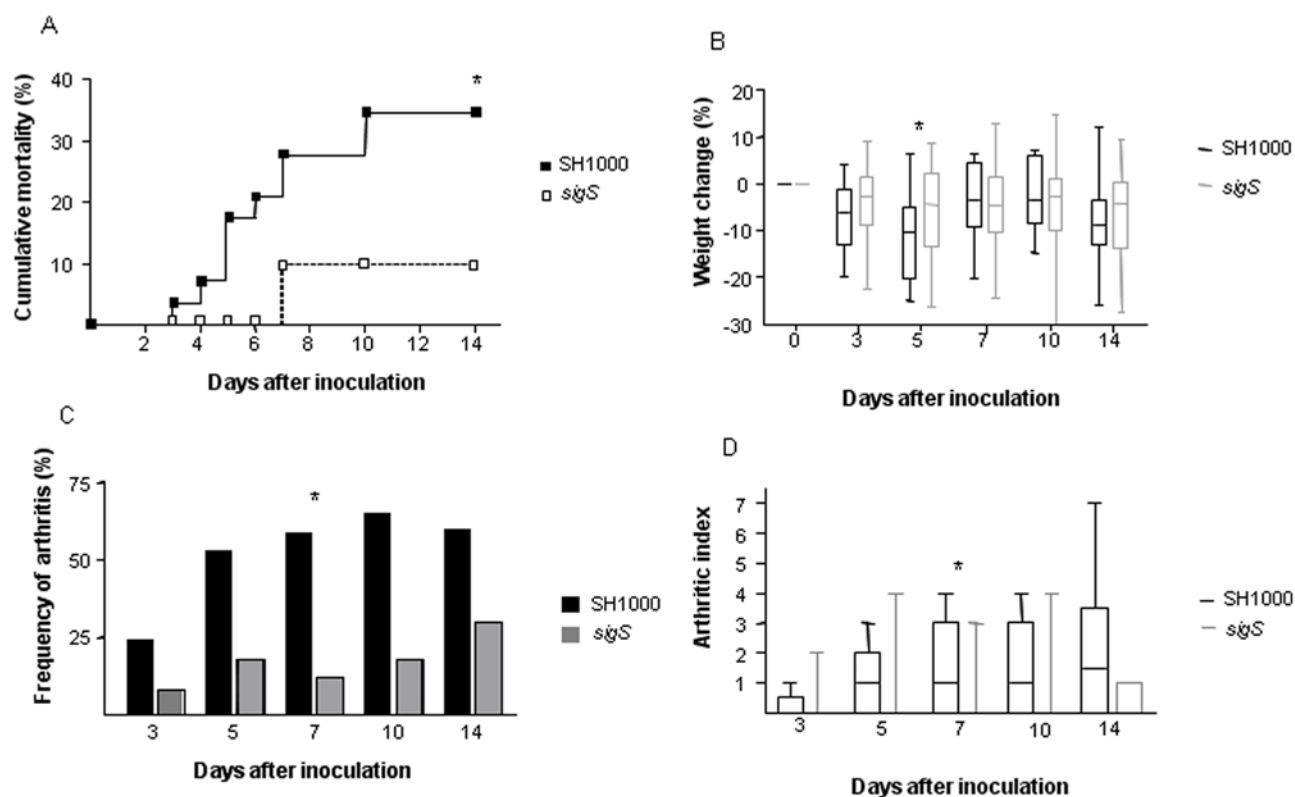 A
Cumulative mortality (%)
40
30
20
10
*
2 4 6 8 10 12 14
Days after inoculation
SH1000
sigS
B
Weight change (%)
20
10
0
-10
-20
-30
*
0 3 5 7 10 14
Days after inoculation
SH1000
sigS
C
Frequency of arthritis (%)
75
50
25
*
3 5 7 10 14
Days after inoculation
SH1000
sigS
D
Arthritic index
7
6
5
4
3
2
1
*
3 5 7 10 14
Days after inoculation
SH1000
sigS